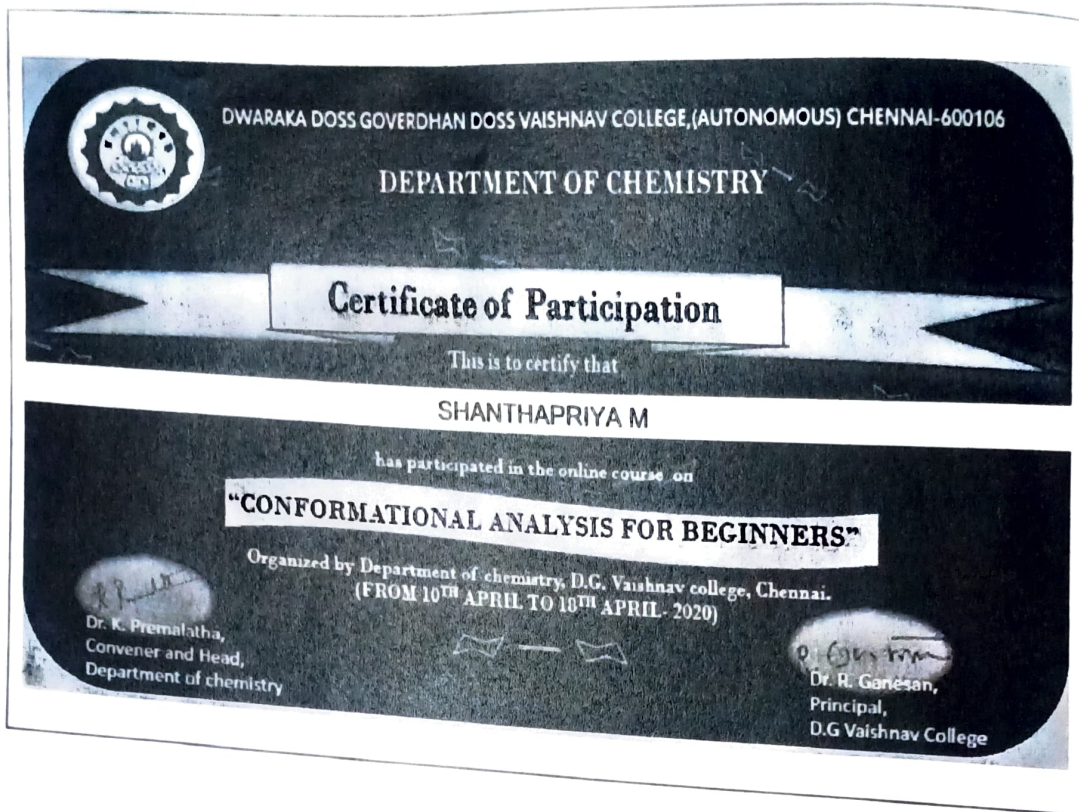 DWARAKA DOSS GOVERDHAN DOSS VAISHNAV COLLEGE,(AUTONOMOUS) CHENNAI-600106
DEPARTMENT OF CHEMISTRY
Certificate of Participation
This is to certify that
SHANTHAPRIYA M
has participated in the online course on
“CONFORMATIONAL ANALYSIS FOR BEGINNERS”
Organized by Department of chemistry, D.G. Vaishnav college, Chennai.
(FROM 10TH APRIL TO 18TH APRIL- 2020)
Dr. K. Premalatha,
Convener and Head,
Department of chemistry
Dr. R. Ganesan,
Principal,
D.G Vaishnav College